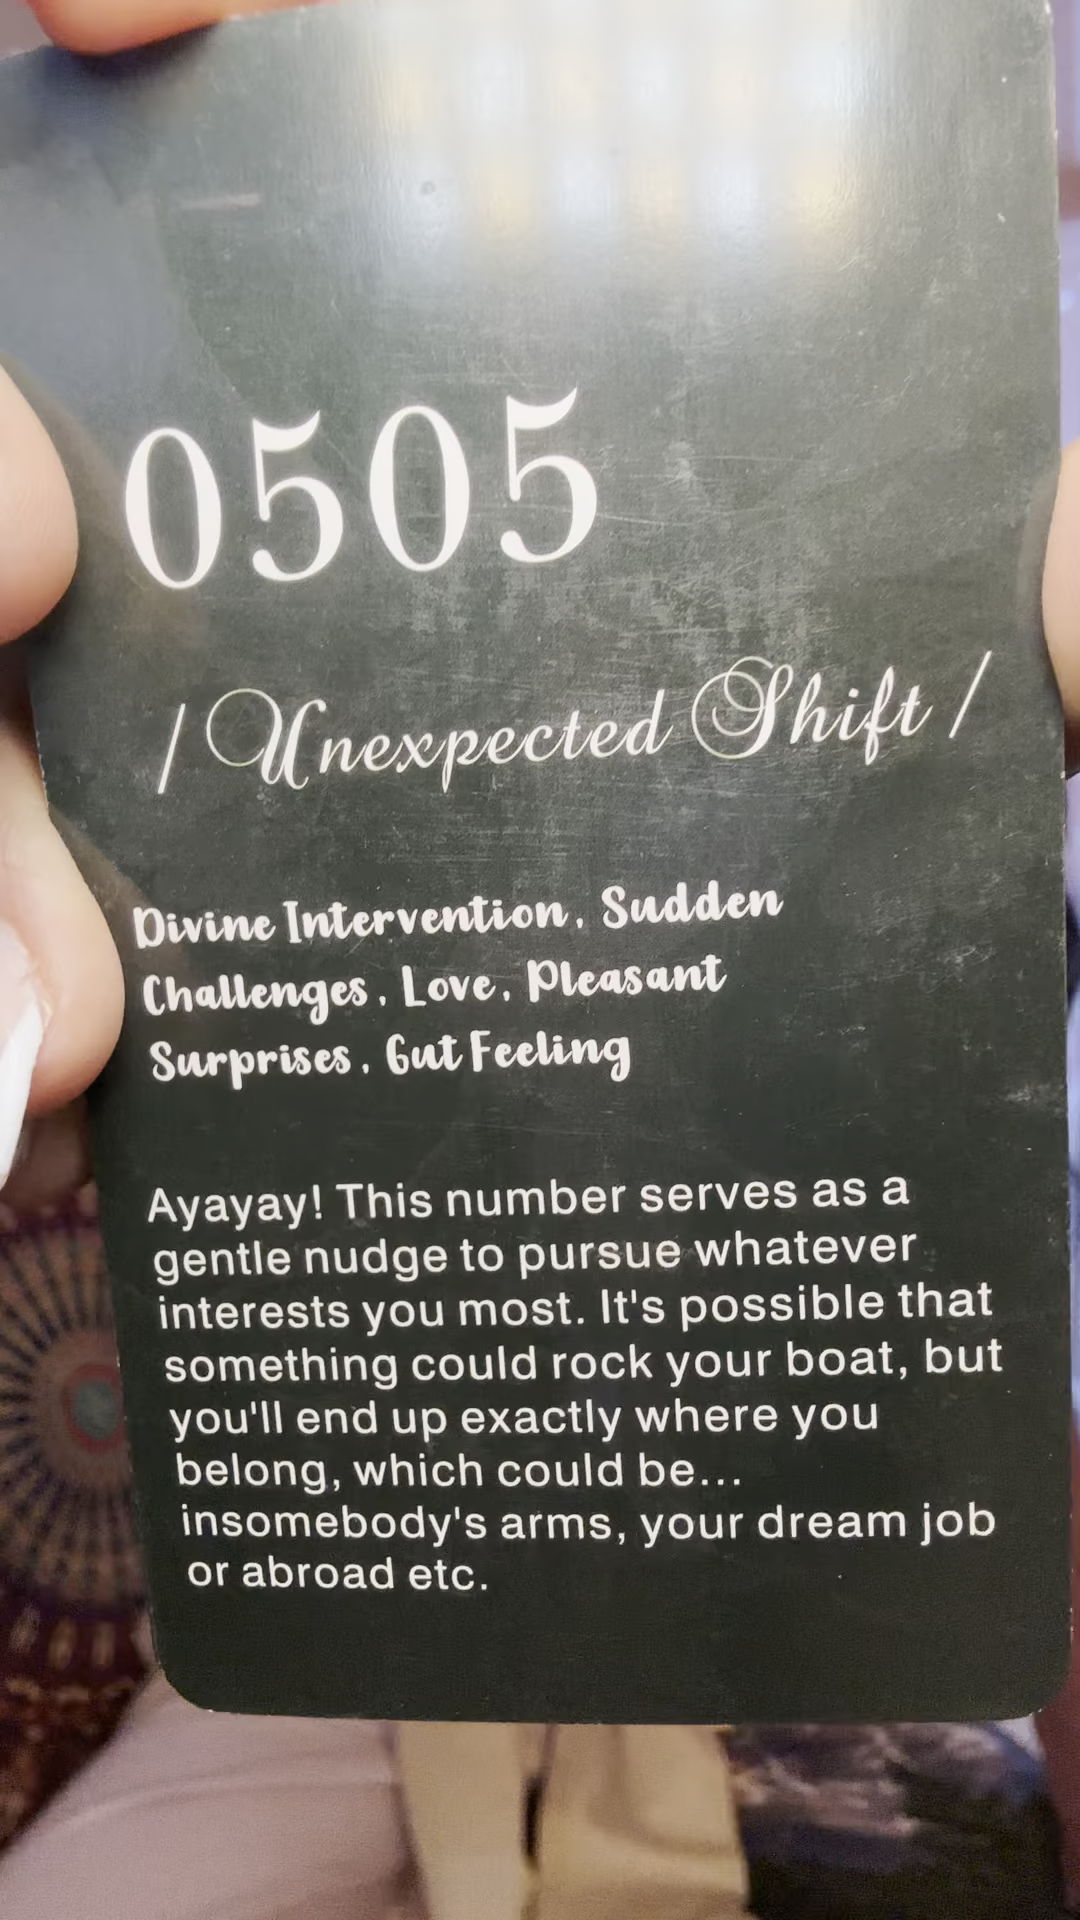 0505
/ Unexpected Shift /
Divine Intervention, Sudden
Challenges, Love, Pleasant
Surprises, Gut Feeling
Ayayay! This number serves as a
gentle nudge to pursue whatever
interests you most. It's possible that
something could rock your boat, but
you'll end up exactly where you
belong, which could be...
insomebody's arms, your dream job
or abroad etc.